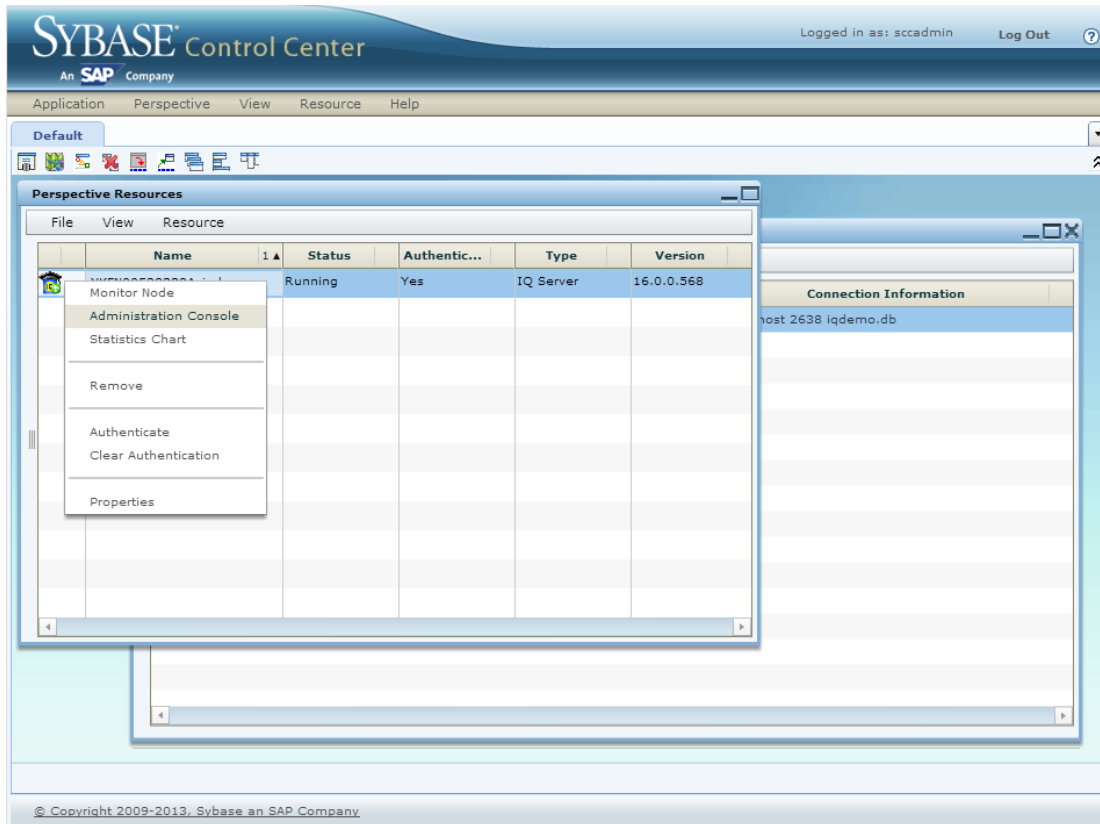 SYBASE Control Center
An SAP Company
Logged in as: sccadmin Log Out ?
Application Perspective View Resource Help
Default
Perspective Resources
File View Resource
Name 1 Status Authentic... Type Version
Running Yes IQ Server 16.0.0.568
Monitor Node
Administration Console
Statistics Chart
Remove
Authenticate
Clear Authentication
Properties
Connection Information
2638 iqdemo.db
© Copyright 2009-2013, Sybase an SAP Company